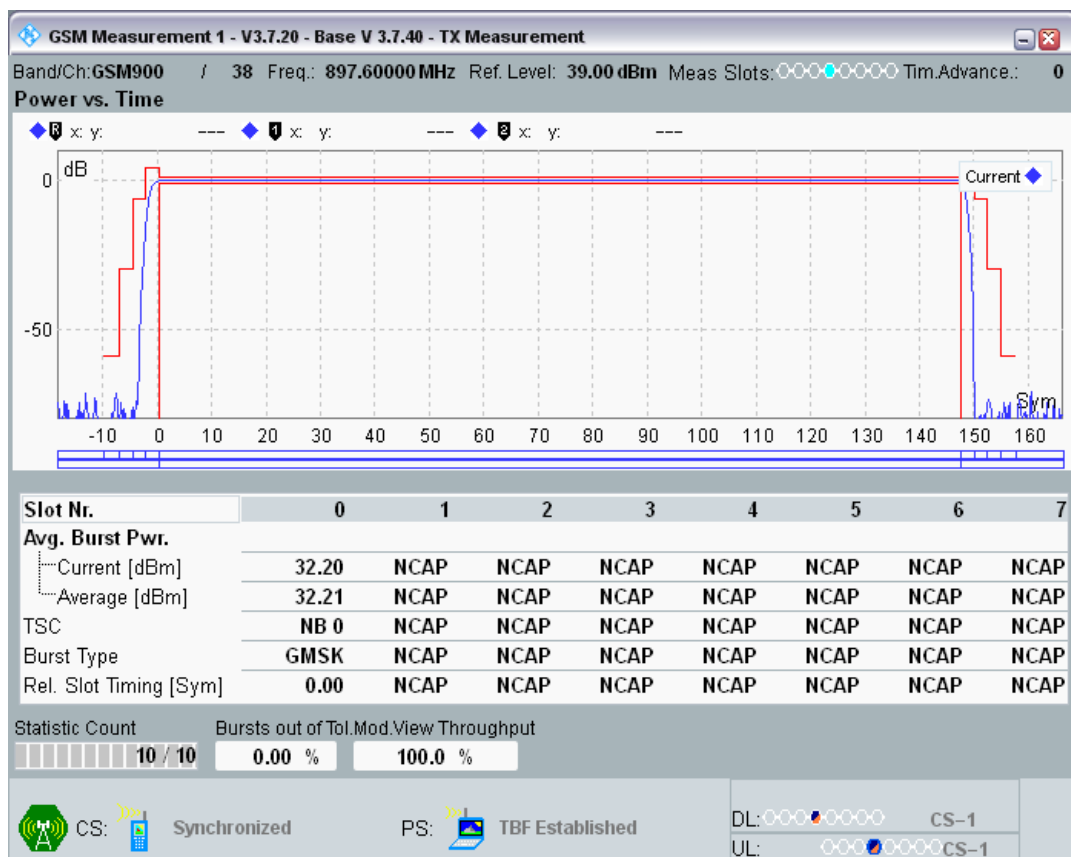 GSM Measurement 1 - V3.7.20 - Base V 3.7.40 - TX Measurement
Band/Ch:GSM900 / 38 Freq.: 897.60000 MHz Ref. Level: 39.00 dBm Meas Slots: Tim.Advance.: 0
Power vs. Time
R x: y: --- 1 x: y: --- 2 x: y: ---
dB
Current
0
-50
Sym
-10 0 10 20 30 40 50 60 70 80 90 100 110 120 130 140 150 160
Slot Nr. 0 1 2 3 4 5 6 7
Avg. Burst Pwr.
Current [dBm] 32.20 NCAP NCAP NCAP NCAP NCAP NCAP NCAP
Average [dBm] 32.21 NCAP NCAP NCAP NCAP NCAP NCAP NCAP
TSC NB 0 NCAP NCAP NCAP NCAP NCAP NCAP NCAP
Burst Type GMSK NCAP NCAP NCAP NCAP NCAP NCAP NCAP
Rel. Slot Timing [Sym] 0.00 NCAP NCAP NCAP NCAP NCAP NCAP NCAP
Statistic Count Bursts out of Tol.Mod.View Throughput
10 / 10 0.00 % 100.0 %
CS: Synchronized PS: TBF Established
DL: CS-1
UL: CS-1